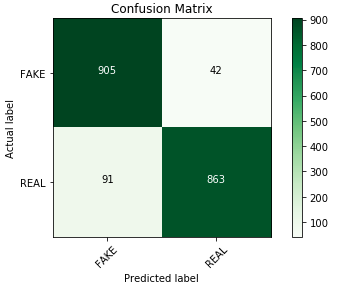 Confusion Matrix
Actual label
FAKE
REAL
905 42
91 863
FAKE REAL
Predicted label
900
800
700
600
500
400
300
200
100